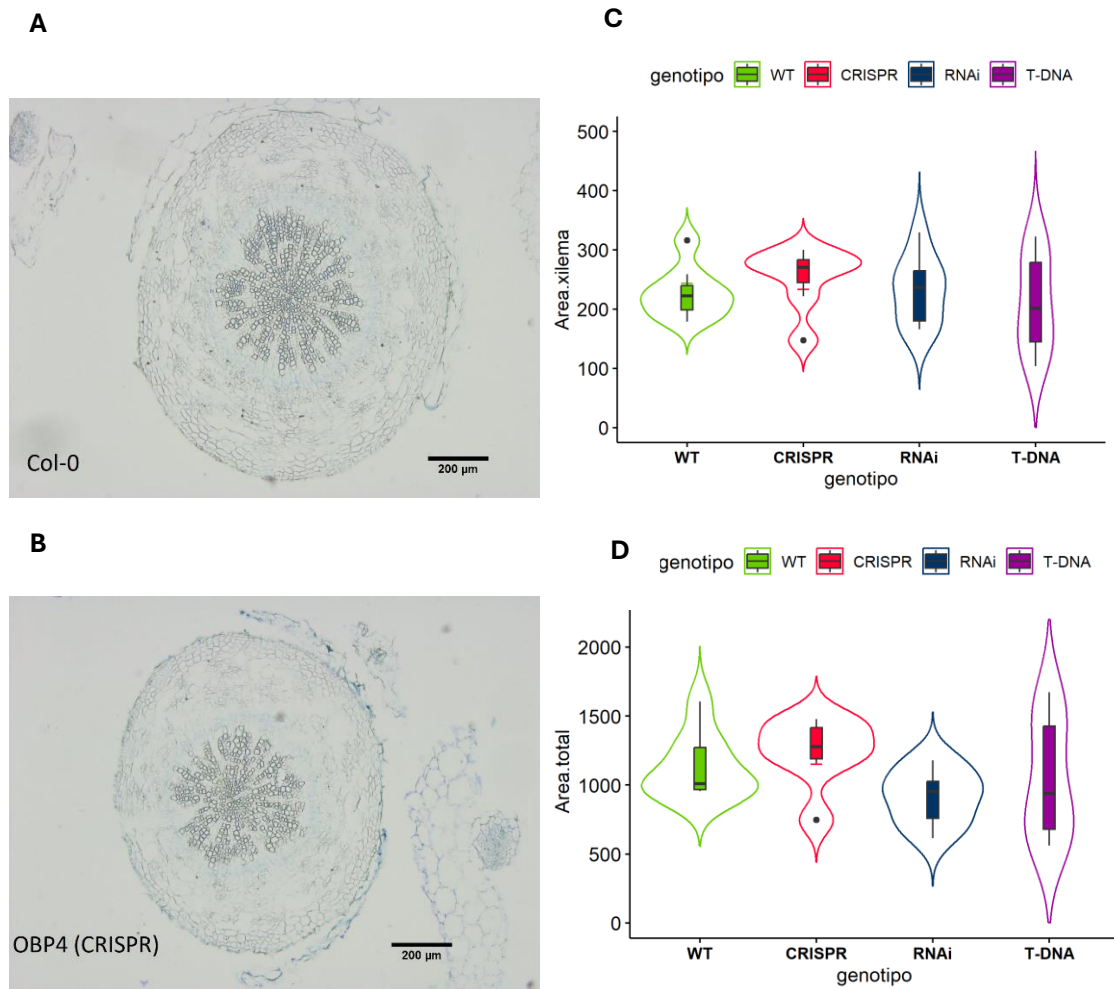 A
Col-0
200 µm
B
OBP4 (CRISPR)
200 µm
C
genotipo WT CRISPR RNAi T-DNA
Area.xilema
500
400
300
200
100
0
WT CRISPR RNAi T-DNA
genotipo
D
genotipo WT CRISPR RNAi T-DNA
Area.total
2000
1500
1000
500
0
WT CRISPR RNAi T-DNA
genotipo